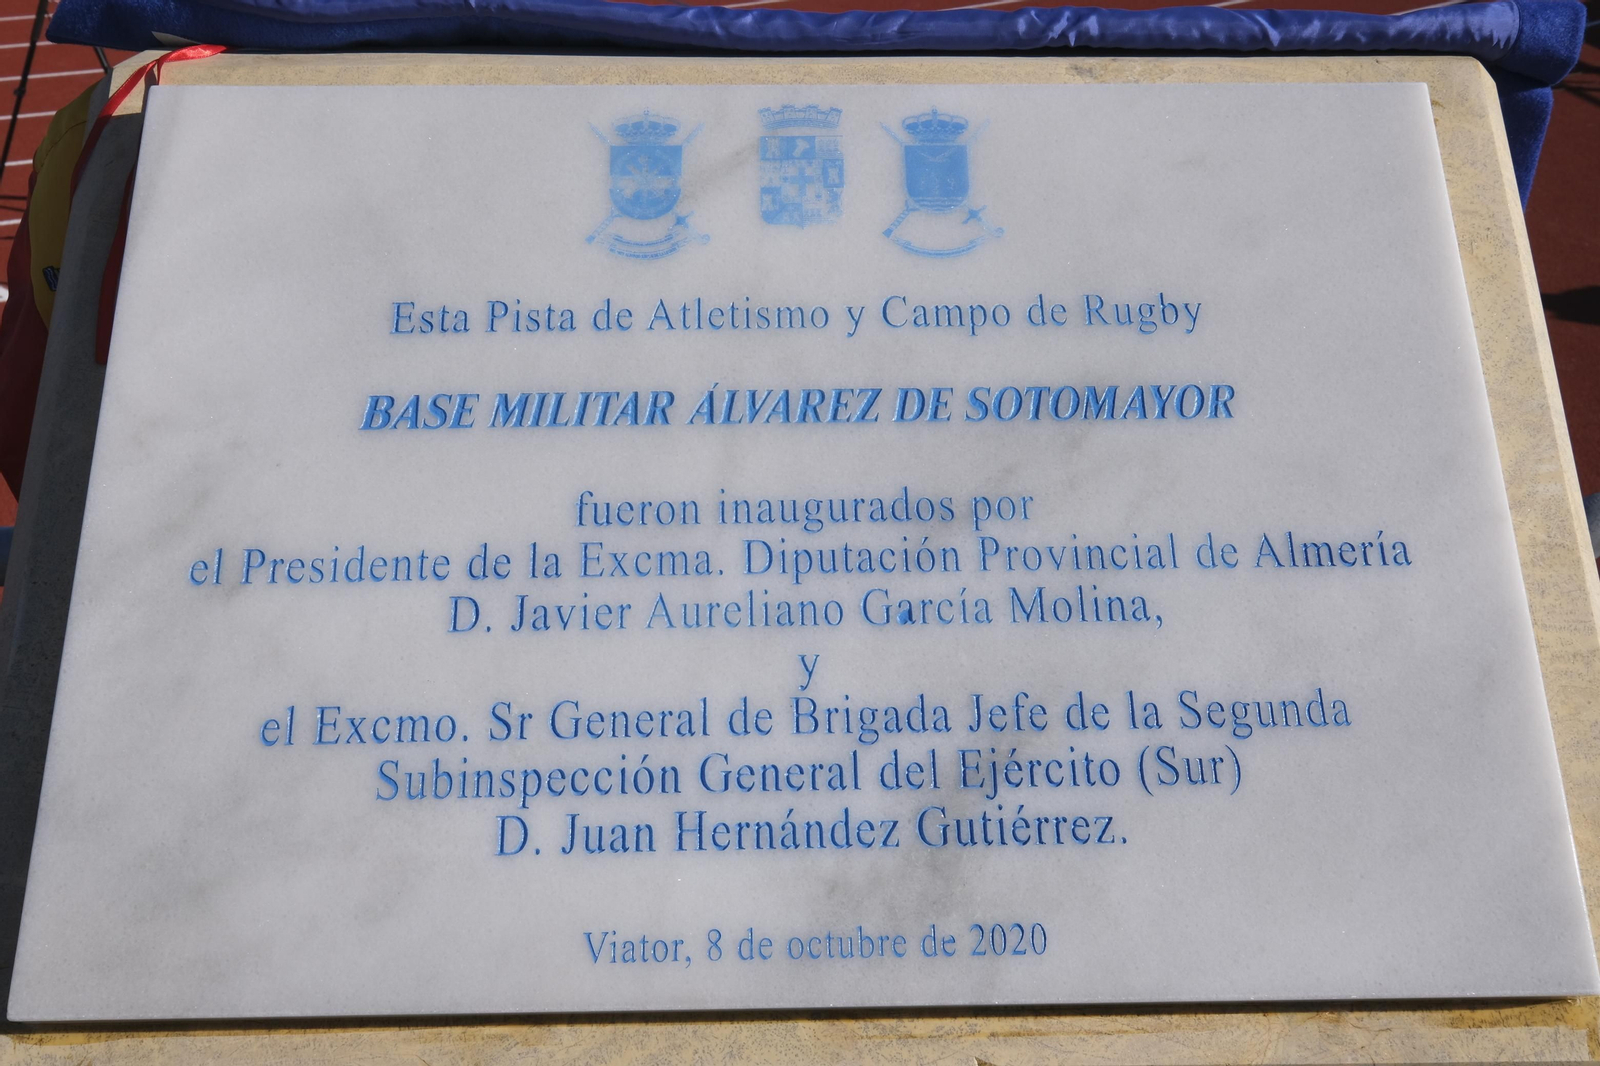 Esta Pista de Atletismo y Campo de Rugby
BASE MILITAR ÁLVAREZ DE SOTOMAYOR
fueron inaugurados por
el Presidente de la Excma. Diputación Provincial de Almería
D. Javier Aureliano García Molina,
y
el Excmo. Sr General de Brigada Jefe de la Segunda
Subinspección General del Ejército (Sur)
D. Juan Hernández Gutiérrez.
Viator, 8 de octubre de 2020